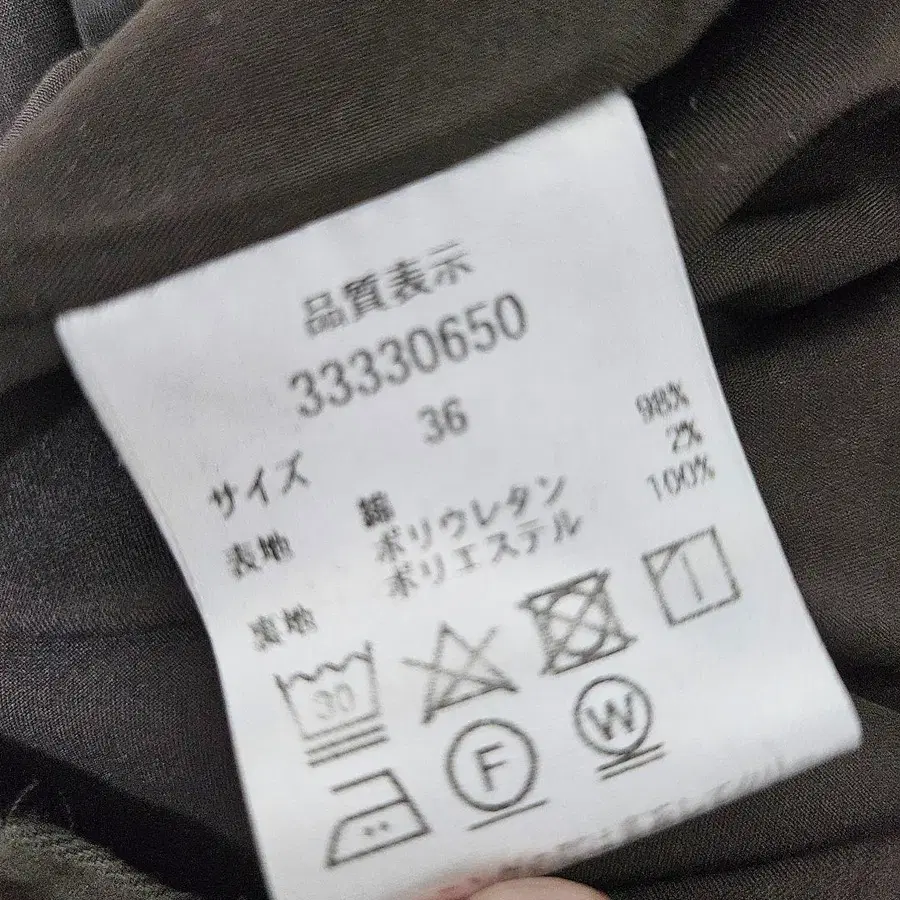 品質表示
33330650
サイズ 36
表地 綿 98%
ポリウレタン 2%
裏地 ポリエステル 100%
30
F W